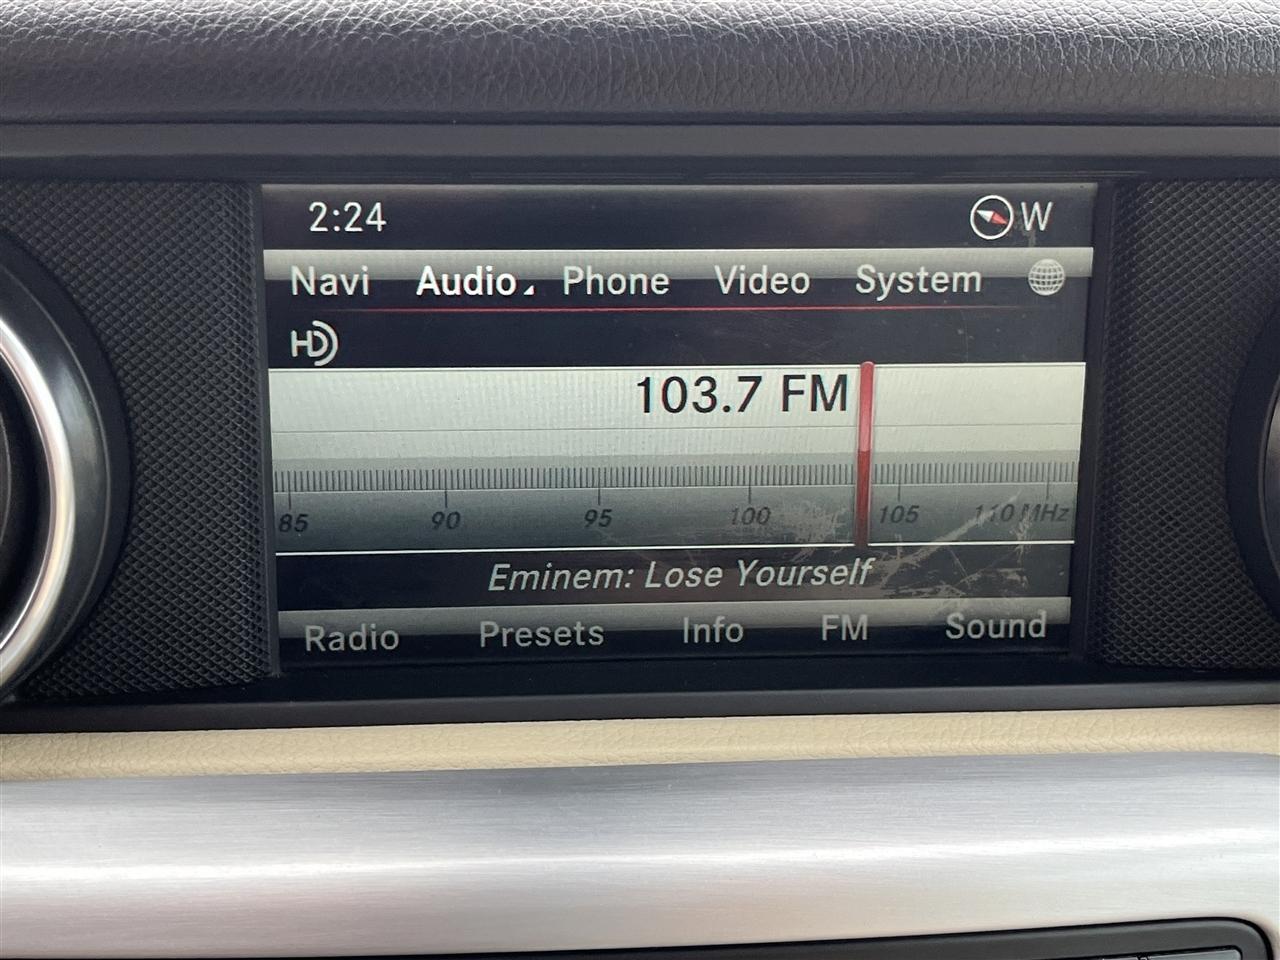 2:24 W
Navi Audio Phone Video System
HD
103.7 FM
85 90 95 100 105 110 MHz
Eminem: Lose Yourself
Radio Presets Info FM Sound